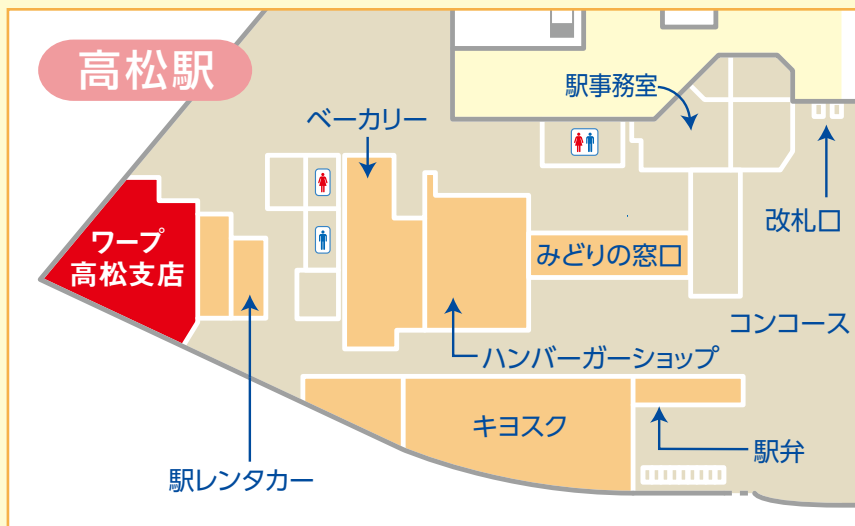 高松駅
駅事務室
ベーカリー
改札口
ワープ
高松支店
みどりの窓口
コンコース
ハンバーガーショップ
キヨスク
駅弁
駅レンタカー